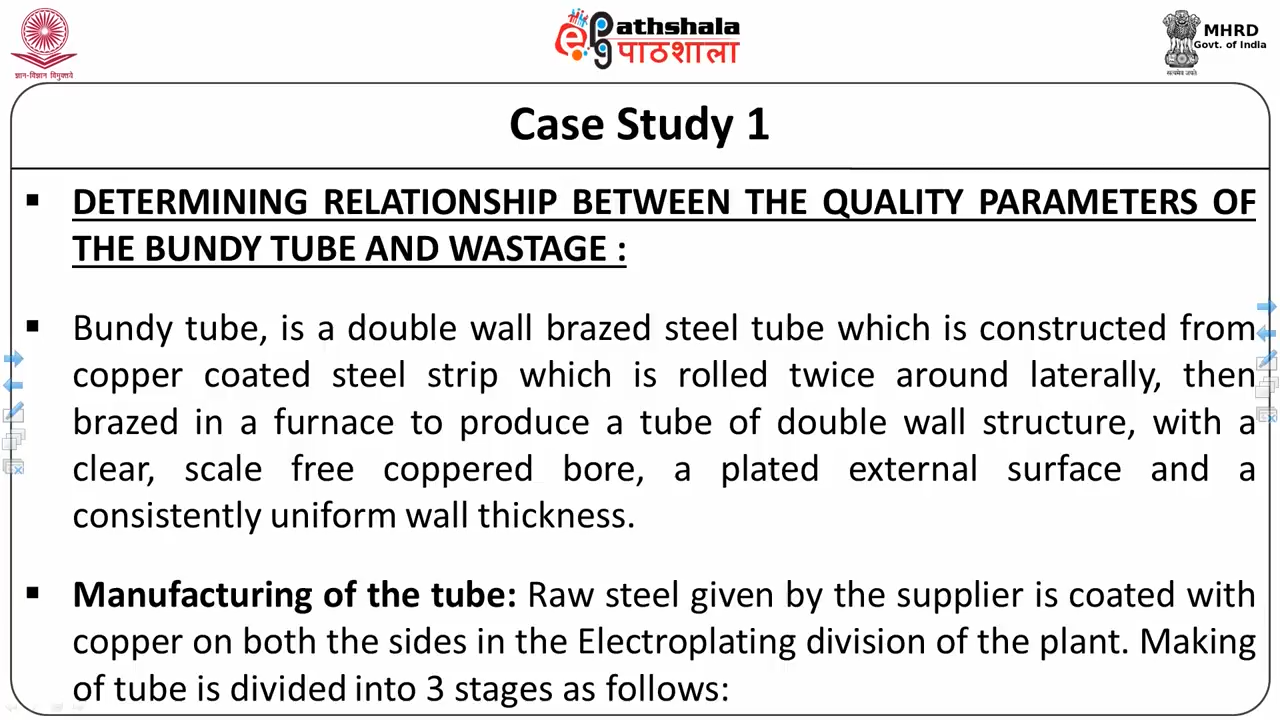 ज्ञान-विज्ञान विमुक्तये
ePathshala
पाठशाला
MHRD
Govt. of India
सत्यमेव जयते
Case Study 1
▪ DETERMINING RELATIONSHIP BETWEEN THE QUALITY PARAMETERS OF
THE BUNDY TUBE AND WASTAGE :
▪ Bundy tube, is a double wall brazed steel tube which is constructed from
copper coated steel strip which is rolled twice around laterally, then
brazed in a furnace to produce a tube of double wall structure, with a
clear, scale free coppered bore, a plated external surface and a
consistently uniform wall thickness.
▪ Manufacturing of the tube: Raw steel given by the supplier is coated with
copper on both the sides in the Electroplating division of the plant. Making
of tube is divided into 3 stages as follows: